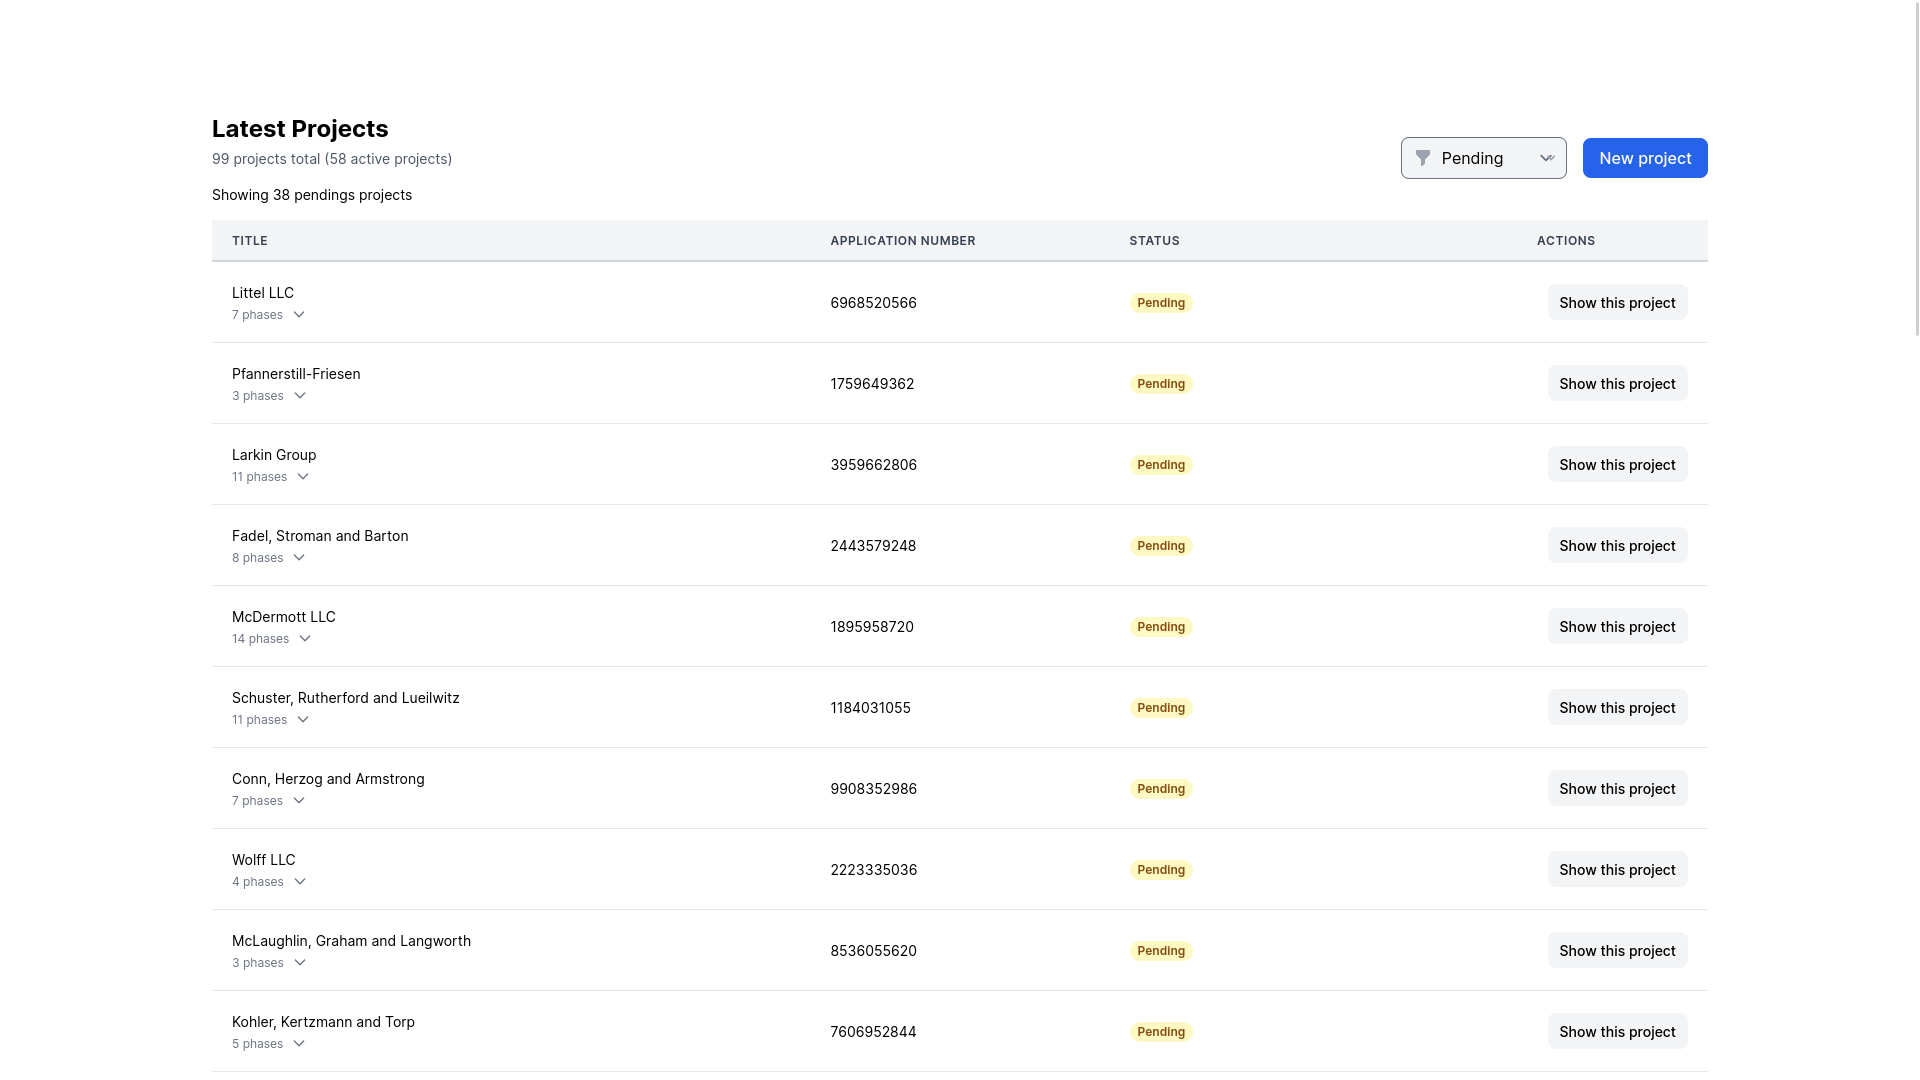 Latest Projects
99 projects total (58 active projects)
Showing 38 pendings projects
Pending
New project
TITLE APPLICATION NUMBER STATUS ACTIONS
Littel LLC
7 phases
6968520566 Pending Show this project
Pfannerstill-Friesen
3 phases
1759649362 Pending Show this project
Larkin Group
11 phases
3959662806 Pending Show this project
Fadel, Stroman and Barton
8 phases
2443579248 Pending Show this project
McDermott LLC
14 phases
1895958720 Pending Show this project
Schuster, Rutherford and Lueilwitz
11 phases
1184031055 Pending Show this project
Conn, Herzog and Armstrong
7 phases
9908352986 Pending Show this project
Wolff LLC
4 phases
2223335036 Pending Show this project
McLaughlin, Graham and Langworth
3 phases
8536055620 Pending Show this project
Kohler, Kertzmann and Torp
5 phases
7606952844 Pending Show this project